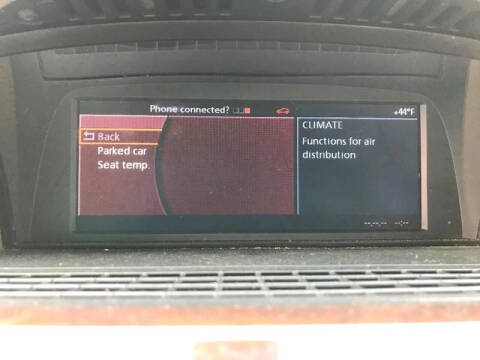 Phone connected?
+44°F
Back
Parked car
Seat temp.
CLIMATE
Functions for air
distribution
--.--.-- --:--